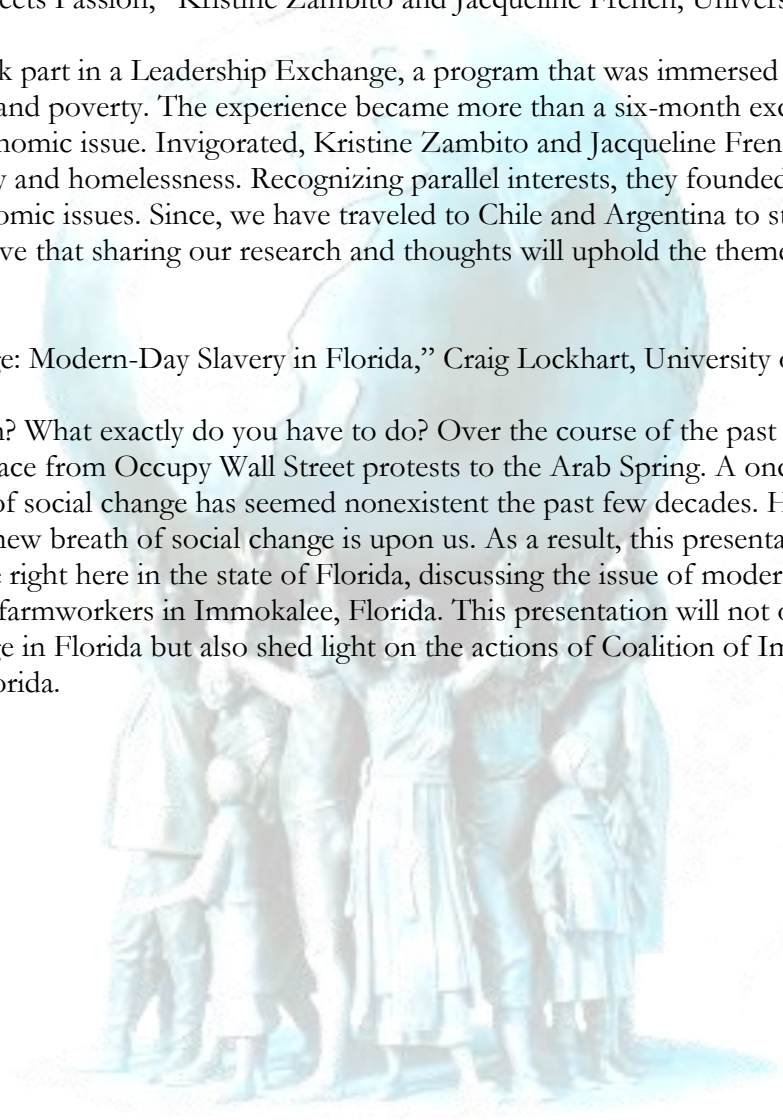 ets Passion,” Kristine Zambito and Jacqueline French, Univers
k part in a Leadership Exchange, a program that was immersed
and poverty. The experience became more than a six-month exc
nomic issue. Invigorated, Kristine Zambito and Jacqueline Fren
y and homelessness. Recognizing parallel interests, they founded
omic issues. Since, we have traveled to Chile and Argentina to st
ve that sharing our research and thoughts will uphold the theme
ge: Modern-Day Slavery in Florida,” Craig Lockhart, University o
n? What exactly do you have to do? Over the course of the past
ace from Occupy Wall Street protests to the Arab Spring. A onc
of social change has seemed nonexistent the past few decades. H
new breath of social change is upon us. As a result, this presenta
e right here in the state of Florida, discussing the issue of moder
farmworkers in Immokalee, Florida. This presentation will not o
ge in Florida but also shed light on the actions of Coalition of Im
orida.